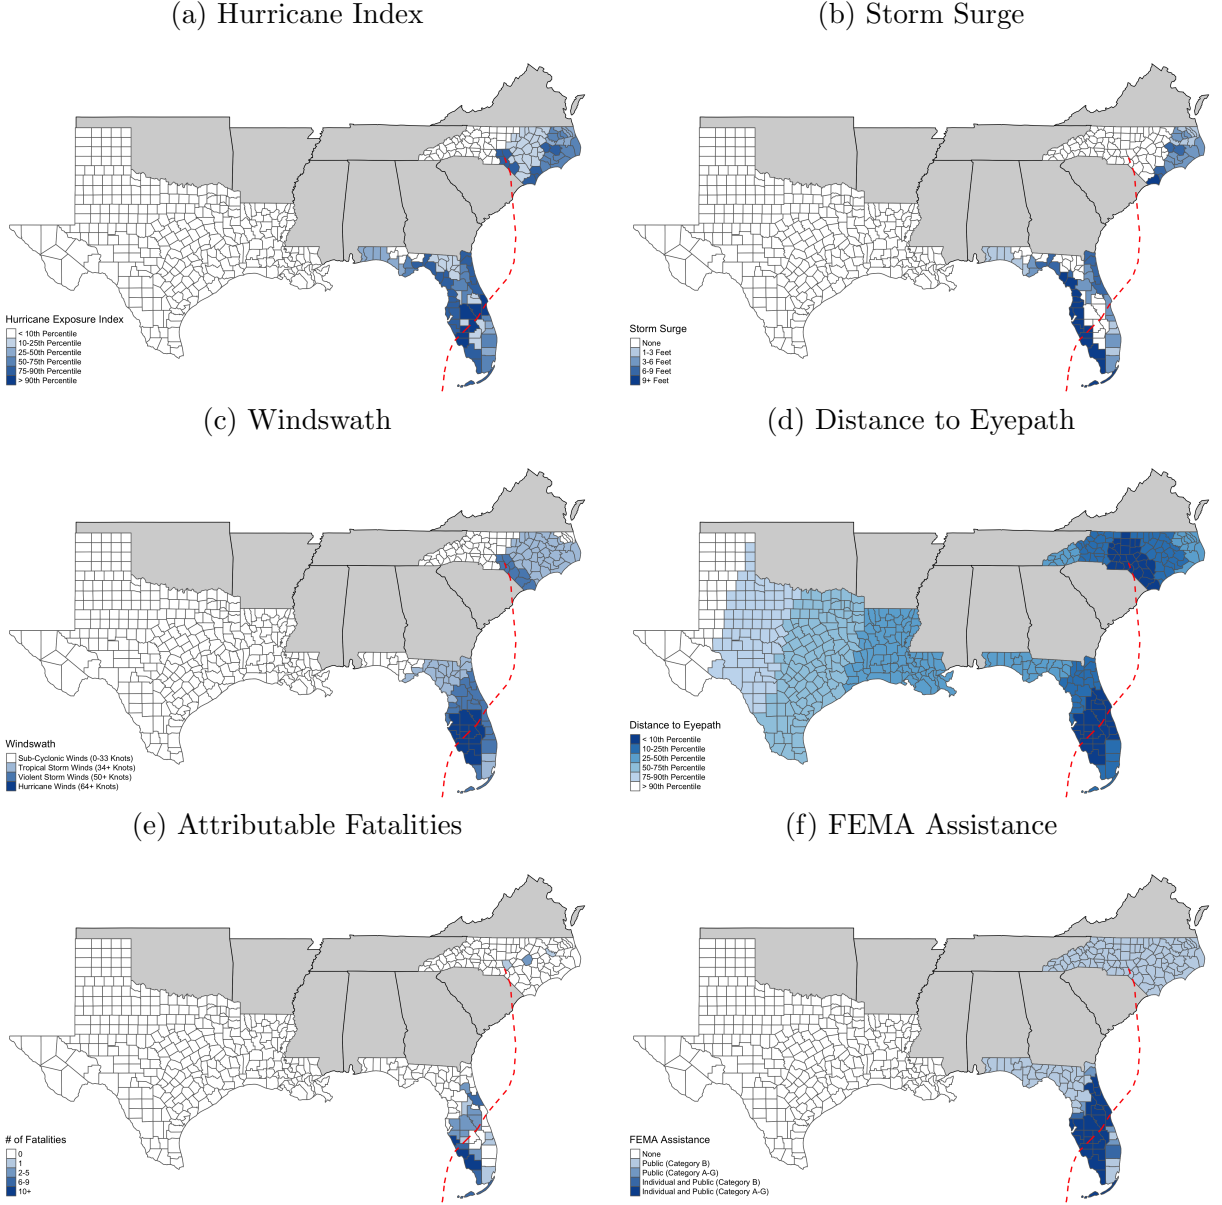 (a) Hurricane Index
(b) Storm Surge
Hurricane Exposure Index
< 10th Percentile
10-25th Percentile
25-50th Percentile
50-75th Percentile
75-90th Percentile
> 90th Percentile
Storm Surge
None
1-3 Feet
3-6 Feet
6-9 Feet
9+ Feet
(c) Windswath
(d) Distance to Eyepath
Windswath
Sub-Cyclonic Winds (0-33 Knots)
Tropical Storm Winds (34+ Knots)
Violent Storm Winds (50+ Knots)
Hurricane Winds (64+ Knots)
Distance to Eyepath
< 10th Percentile
10-25th Percentile
25-50th Percentile
50-75th Percentile
75-90th Percentile
> 90th Percentile
(e) Attributable Fatalities
(f) FEMA Assistance
# of Fatalities
0
1
2-5
6-9
10+
FEMA Assistance
None
Public (Category B)
Public (Category A-G)
Individual and Public (Category B)
Individual and Public (Category A-G)